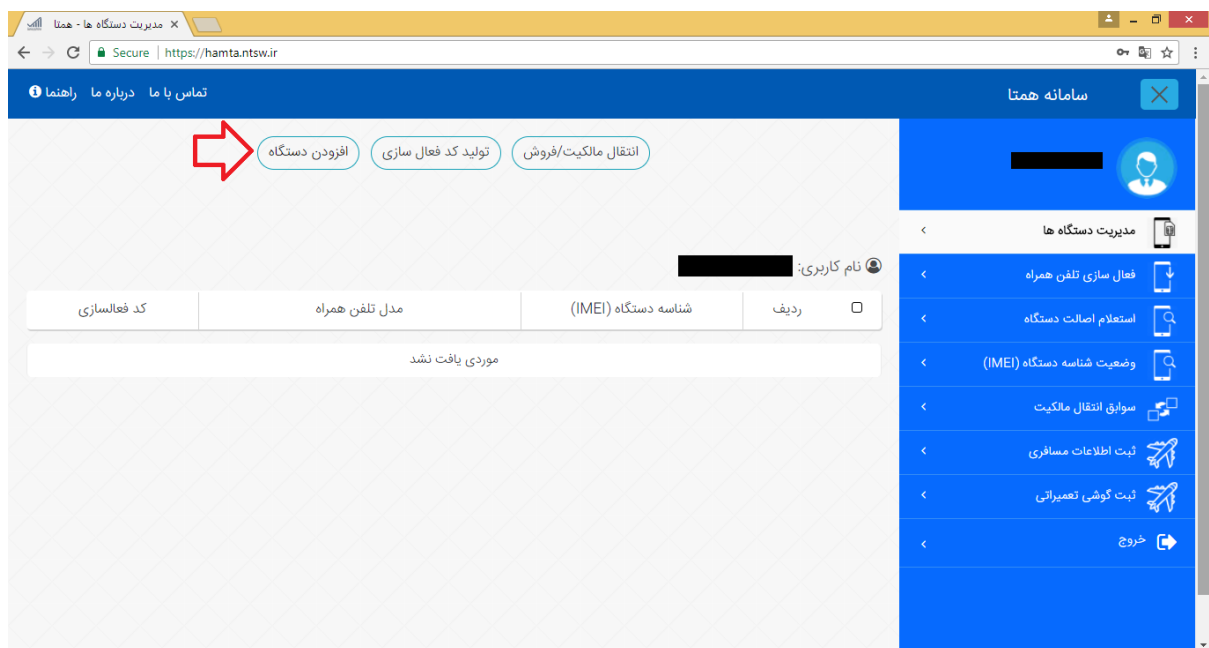 مدیریت دستگاه ها - همتا
Secure | https://hamta.ntsw.ir
سامانه همتا
تماس با ما درباره ما راهنما
انتقال مالکیت/فروش
تولید کد فعال سازی
افزودن دستگاه
نام کاربری:
ردیف
شناسه دستگاه (IMEI)
مدل تلفن همراه
کد فعالسازی
موردی یافت نشد
مدیریت دستگاه ها
فعال سازی تلفن همراه
استعلام اصالت دستگاه
وضعیت شناسه دستگاه (IMEI)
سوابق انتقال مالکیت
ثبت اطلاعات مسافری
ثبت گوشی تعمیراتی
خروج